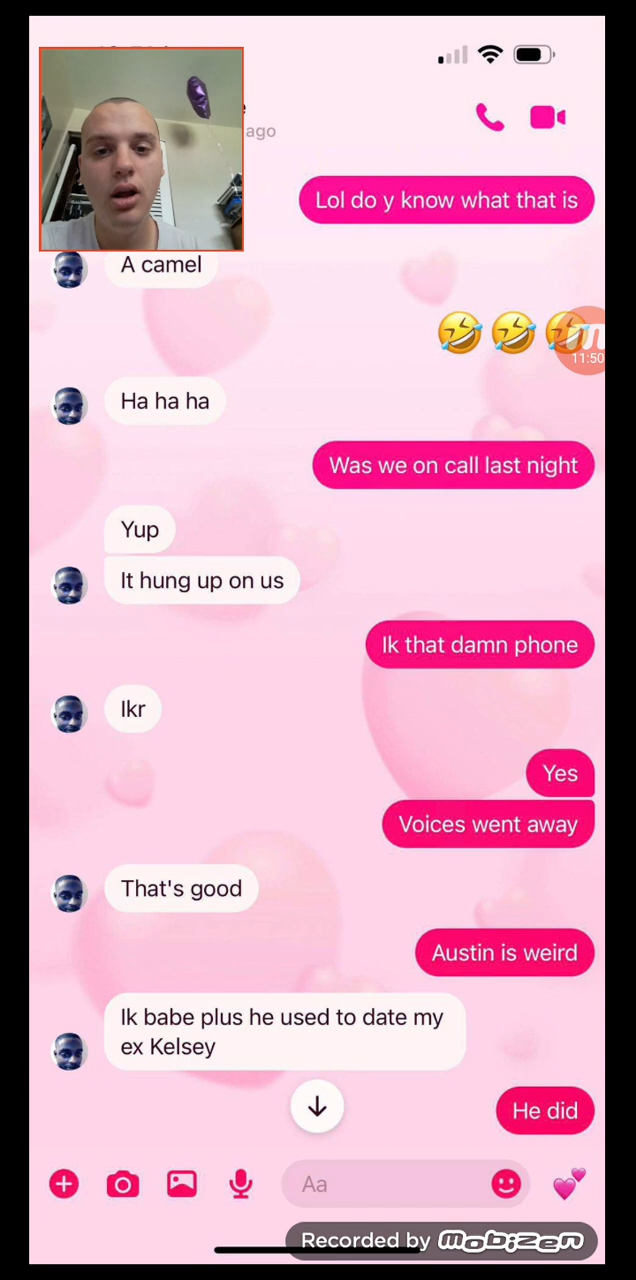 ago
Lol do y know what that is
A camel
🤣🤣🤣
11:50
Ha ha ha
Was we on call last night
Yup
It hung up on us
Ik that damn phone
Ikr
Yes
Voices went away
That's good
Austin is weird
Ik babe plus he used to date my
ex Kelsey
He did
Aa
Recorded by mobizen